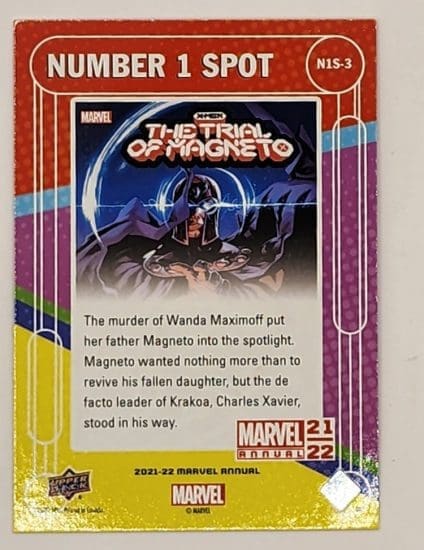 NUMBER 1 SPOT
N1S-3
MARVEL
X-MEN
THE TRIAL
OF MAGNETO
The murder of Wanda Maximoff put
her father Magneto into the spotlight.
Magneto wanted nothing more than to
revive his fallen daughter, but the de
facto leader of Krakoa, Charles Xavier,
stood in his way.
MARVEL 21
ANNUAL 22
2021-22 MARVEL ANNUAL
UPPER
DECK
MARVEL
© MARVEL